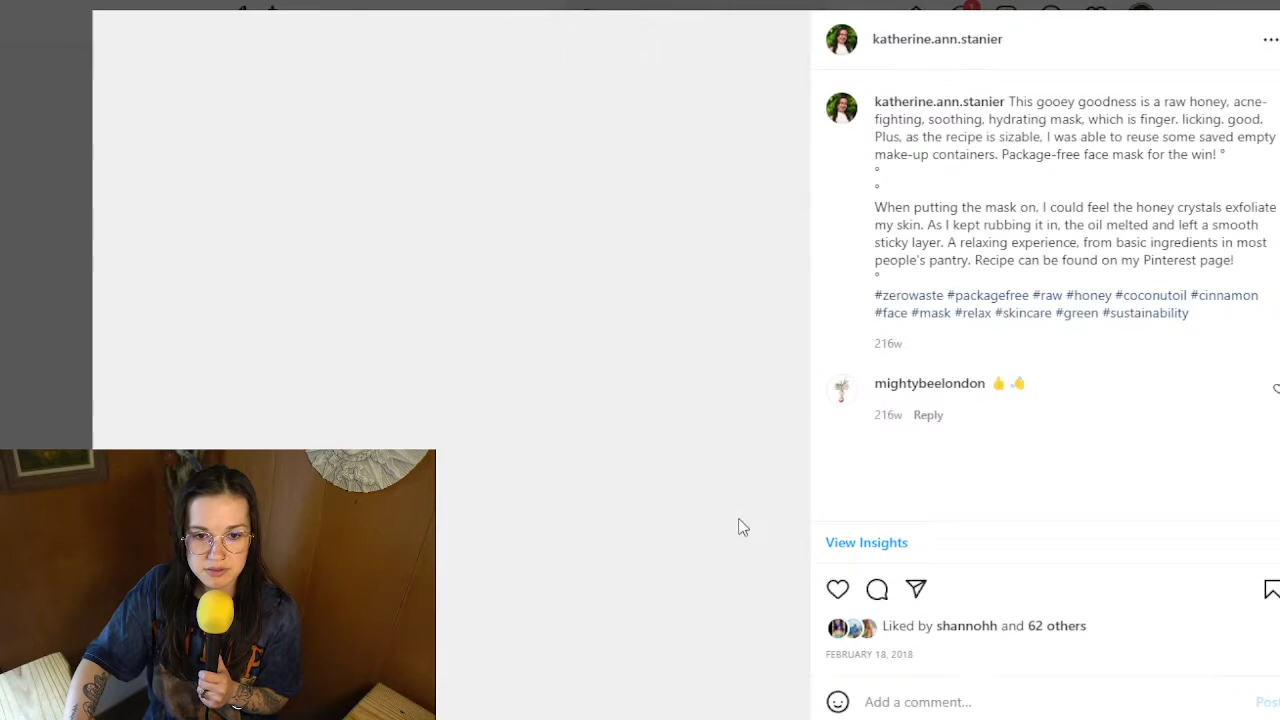 katherine.ann.stanier
katherine.ann.stanier This gooey goodness is a raw honey, acne-
fighting, soothing, hydrating mask, which is finger. licking. good.
Plus, as the recipe is sizable, I was able to reuse some saved empty
make-up containers. Package-free face mask for the win! °
°
°
When putting the mask on, I could feel the honey crystals exfoliate
my skin. As I kept rubbing it in, the oil melted and left a smooth
sticky layer. A relaxing experience, from basic ingredients in most
people's pantry. Recipe can be found on my Pinterest page!
°
#zerowaste #packagefree #raw #honey #coconutoil #cinnamon
#face #mask #relax #skincare #green #sustainability
216w
mightybeelondon 
216w Reply
View Insights
Liked by shannohh and 62 others
FEBRUARY 18, 2018
Add a comment...
Pos